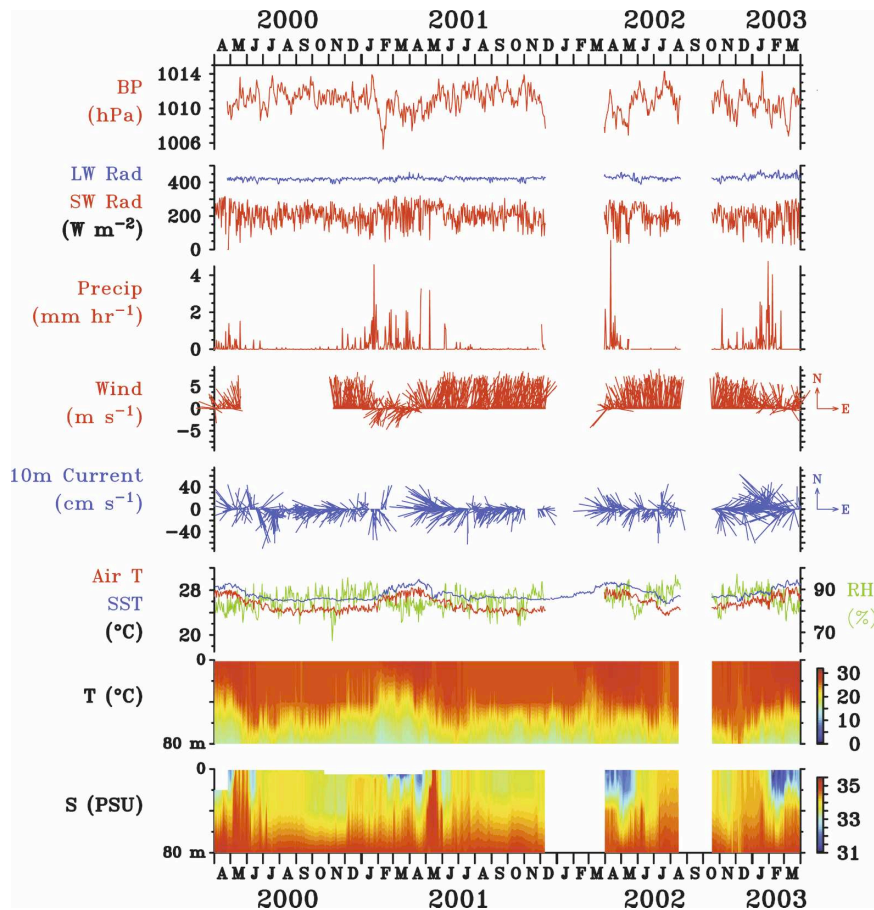 2000 2001 2002 2003
A M J J A S O N D J F M A M J J A S O N D J F M A M J J A S O N D J F M
BP
(hPa)
1014
1010
1006
LW Rad
SW Rad
(W m⁻²)
400
200
0
Precip
(mm hr⁻¹)
4
2
0
Wind
(m s⁻¹)
5
0
−5
N
E
10m Current
(cm s⁻¹)
40
0
−40
N
E
Air T
SST
(°C)
28
20
90
70
RH
(%)
T (°C)
0
80 m
30
20
10
0
S (PSU)
0
80 m
35
33
31
A M J J A S O N D J F M A M J J A S O N D J F M A M J J A O N D J F M
2000 2001 2002 2003